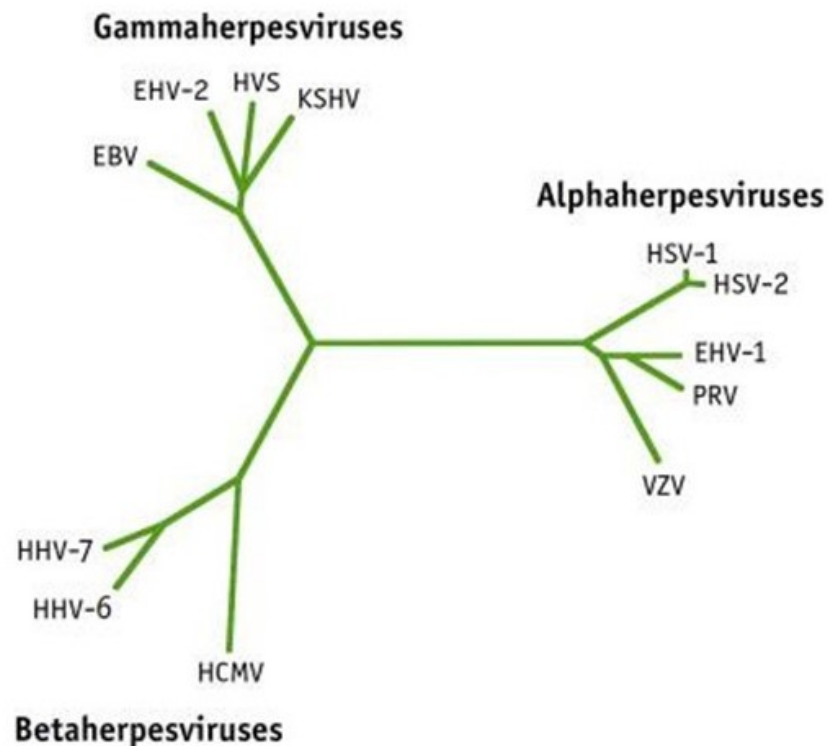 Gammaherpesviruses
EHV-2
HVS
KSHV
EBV
Alphaherpesviruses
HSV-1
HSV-2
EHV-1
PRV
VZV
HHV-7
HHV-6
HCMV
Betaherpesviruses